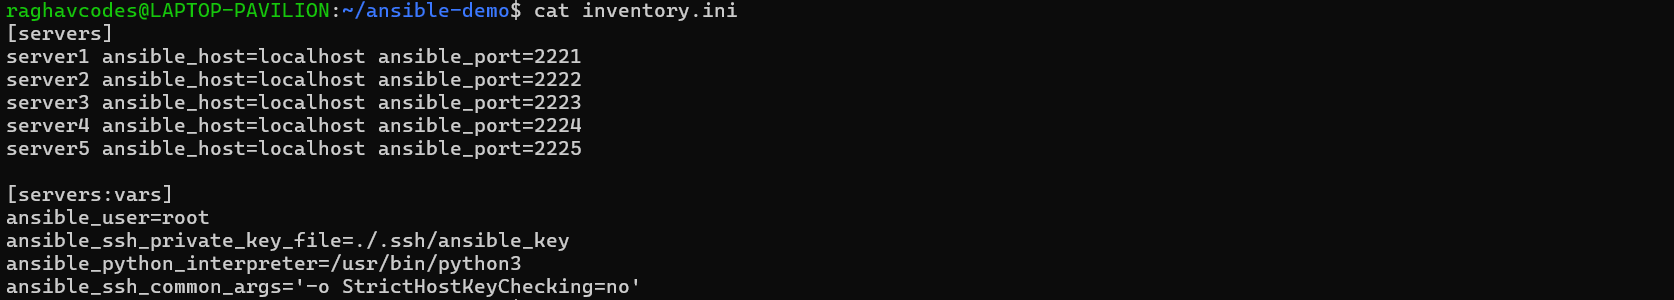 raghavcodes@LAPTOP-PAVILION:~/ansible-demo$ cat inventory.ini
[servers]
server1 ansible_host=localhost ansible_port=2221
server2 ansible_host=localhost ansible_port=2222
server3 ansible_host=localhost ansible_port=2223
server4 ansible_host=localhost ansible_port=2224
server5 ansible_host=localhost ansible_port=2225

[servers:vars]
ansible_user=root
ansible_ssh_private_key_file=./.ssh/ansible_key
ansible_python_interpreter=/usr/bin/python3
ansible_ssh_common_args='-o StrictHostKeyChecking=no'